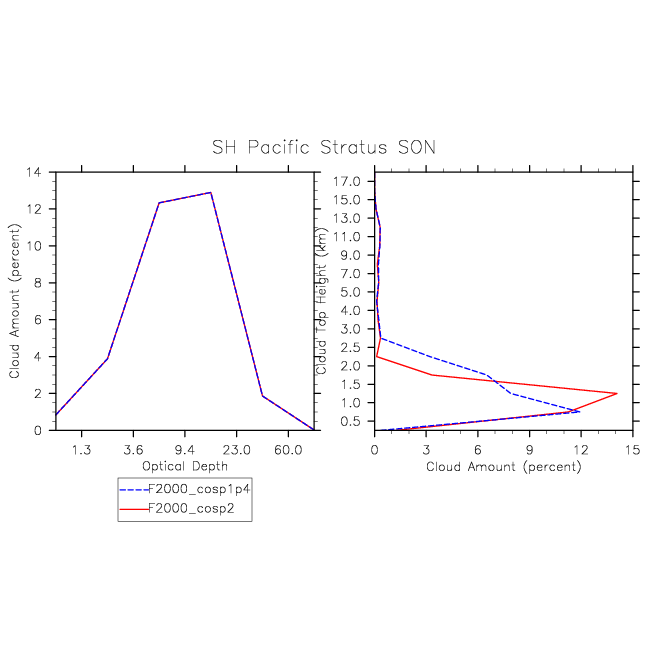 SH Pacific Stratus SON
Cloud Amount (percent)
14
12
10
8
6
4
2
0
1.3 3.6 9.4 23.0 60.0
Optical Depth
Cloud Top Height (km)
17.0
15.0
13.0
11.0
9.0
7.0
5.0
4.0
3.0
2.5
2.0
1.5
1.0
0.5
0 3 6 9 12 15
Cloud Amount (percent)
F2000_cosp1p4
F2000_cosp2